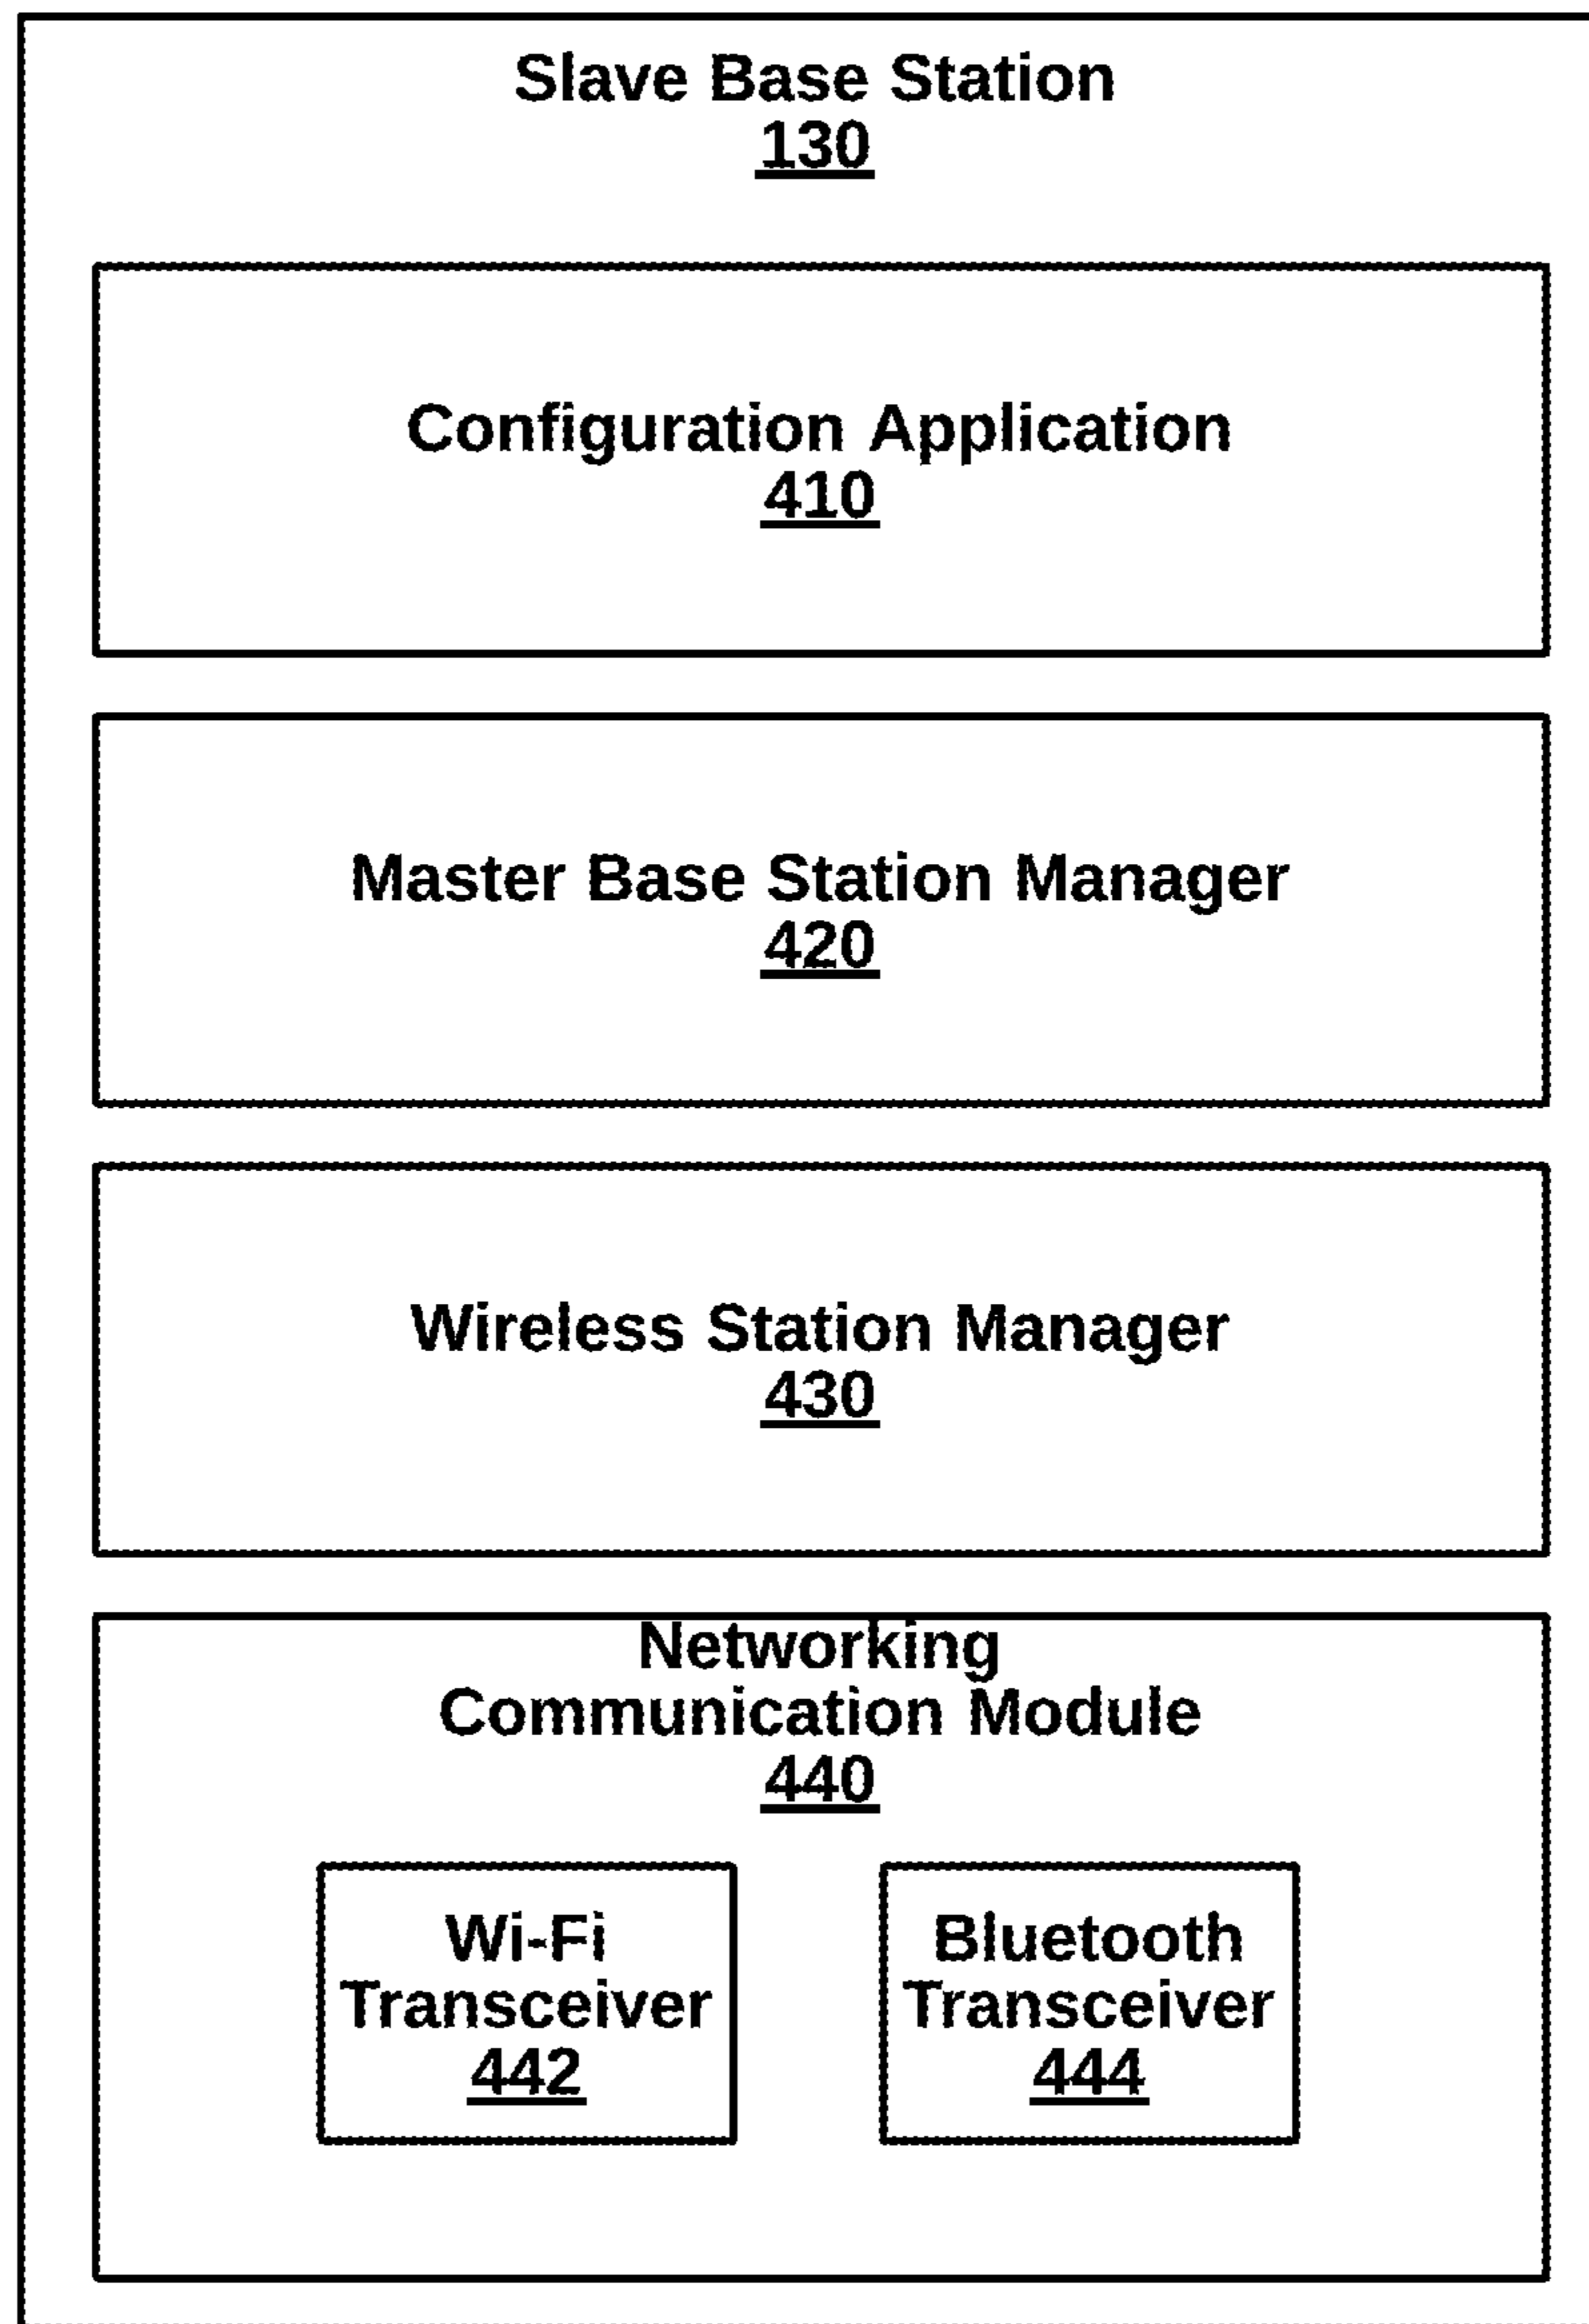 Slave Base Station
130
Configuration Application
410
Master Base Station Manager
420
Wireless Station Manager
430
Networking
Communication Module
440
Wi-Fi
Transceiver
442
Bluetooth
Transceiver
444